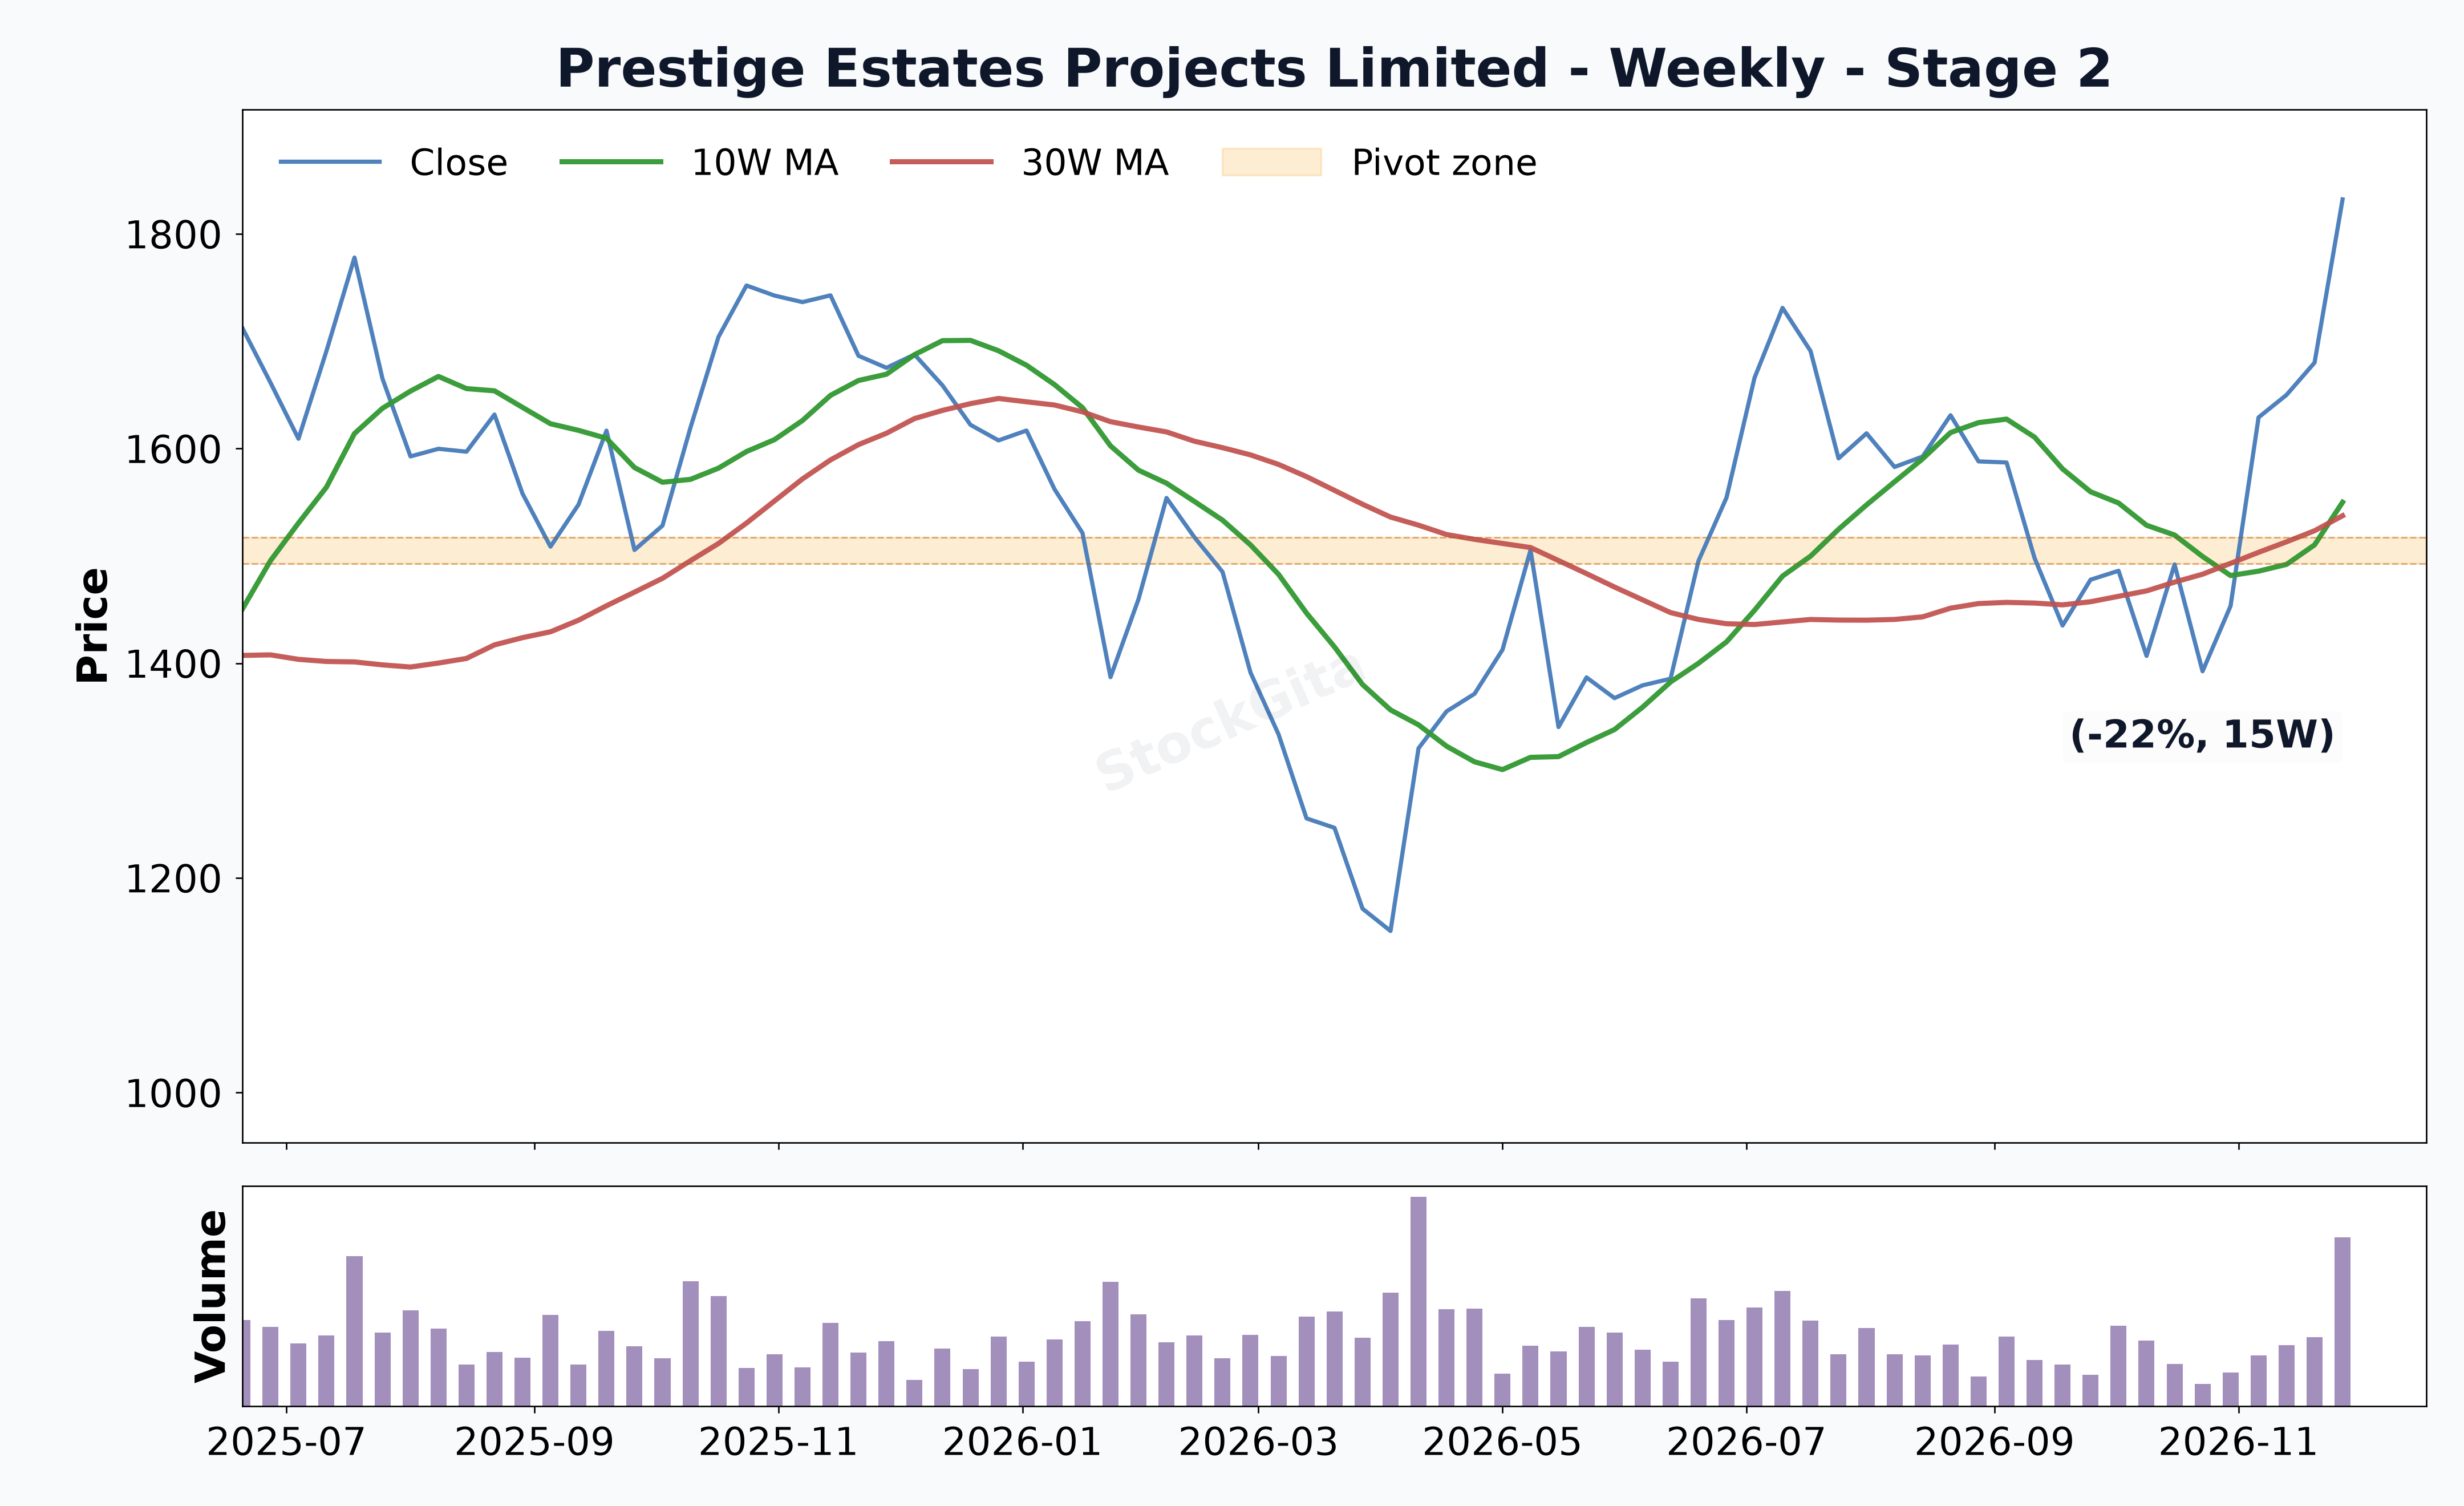 Prestige Estates Projects Limited - Weekly - Stage 2
Close 10W MA 30W MA Pivot zone
1800
1600
1400
1200
1000
Price
StockGita
(-22%, 15W)
Volume
2025-07 2025-09 2025-11 2026-01 2026-03 2026-05 2026-07 2026-09 2026-11